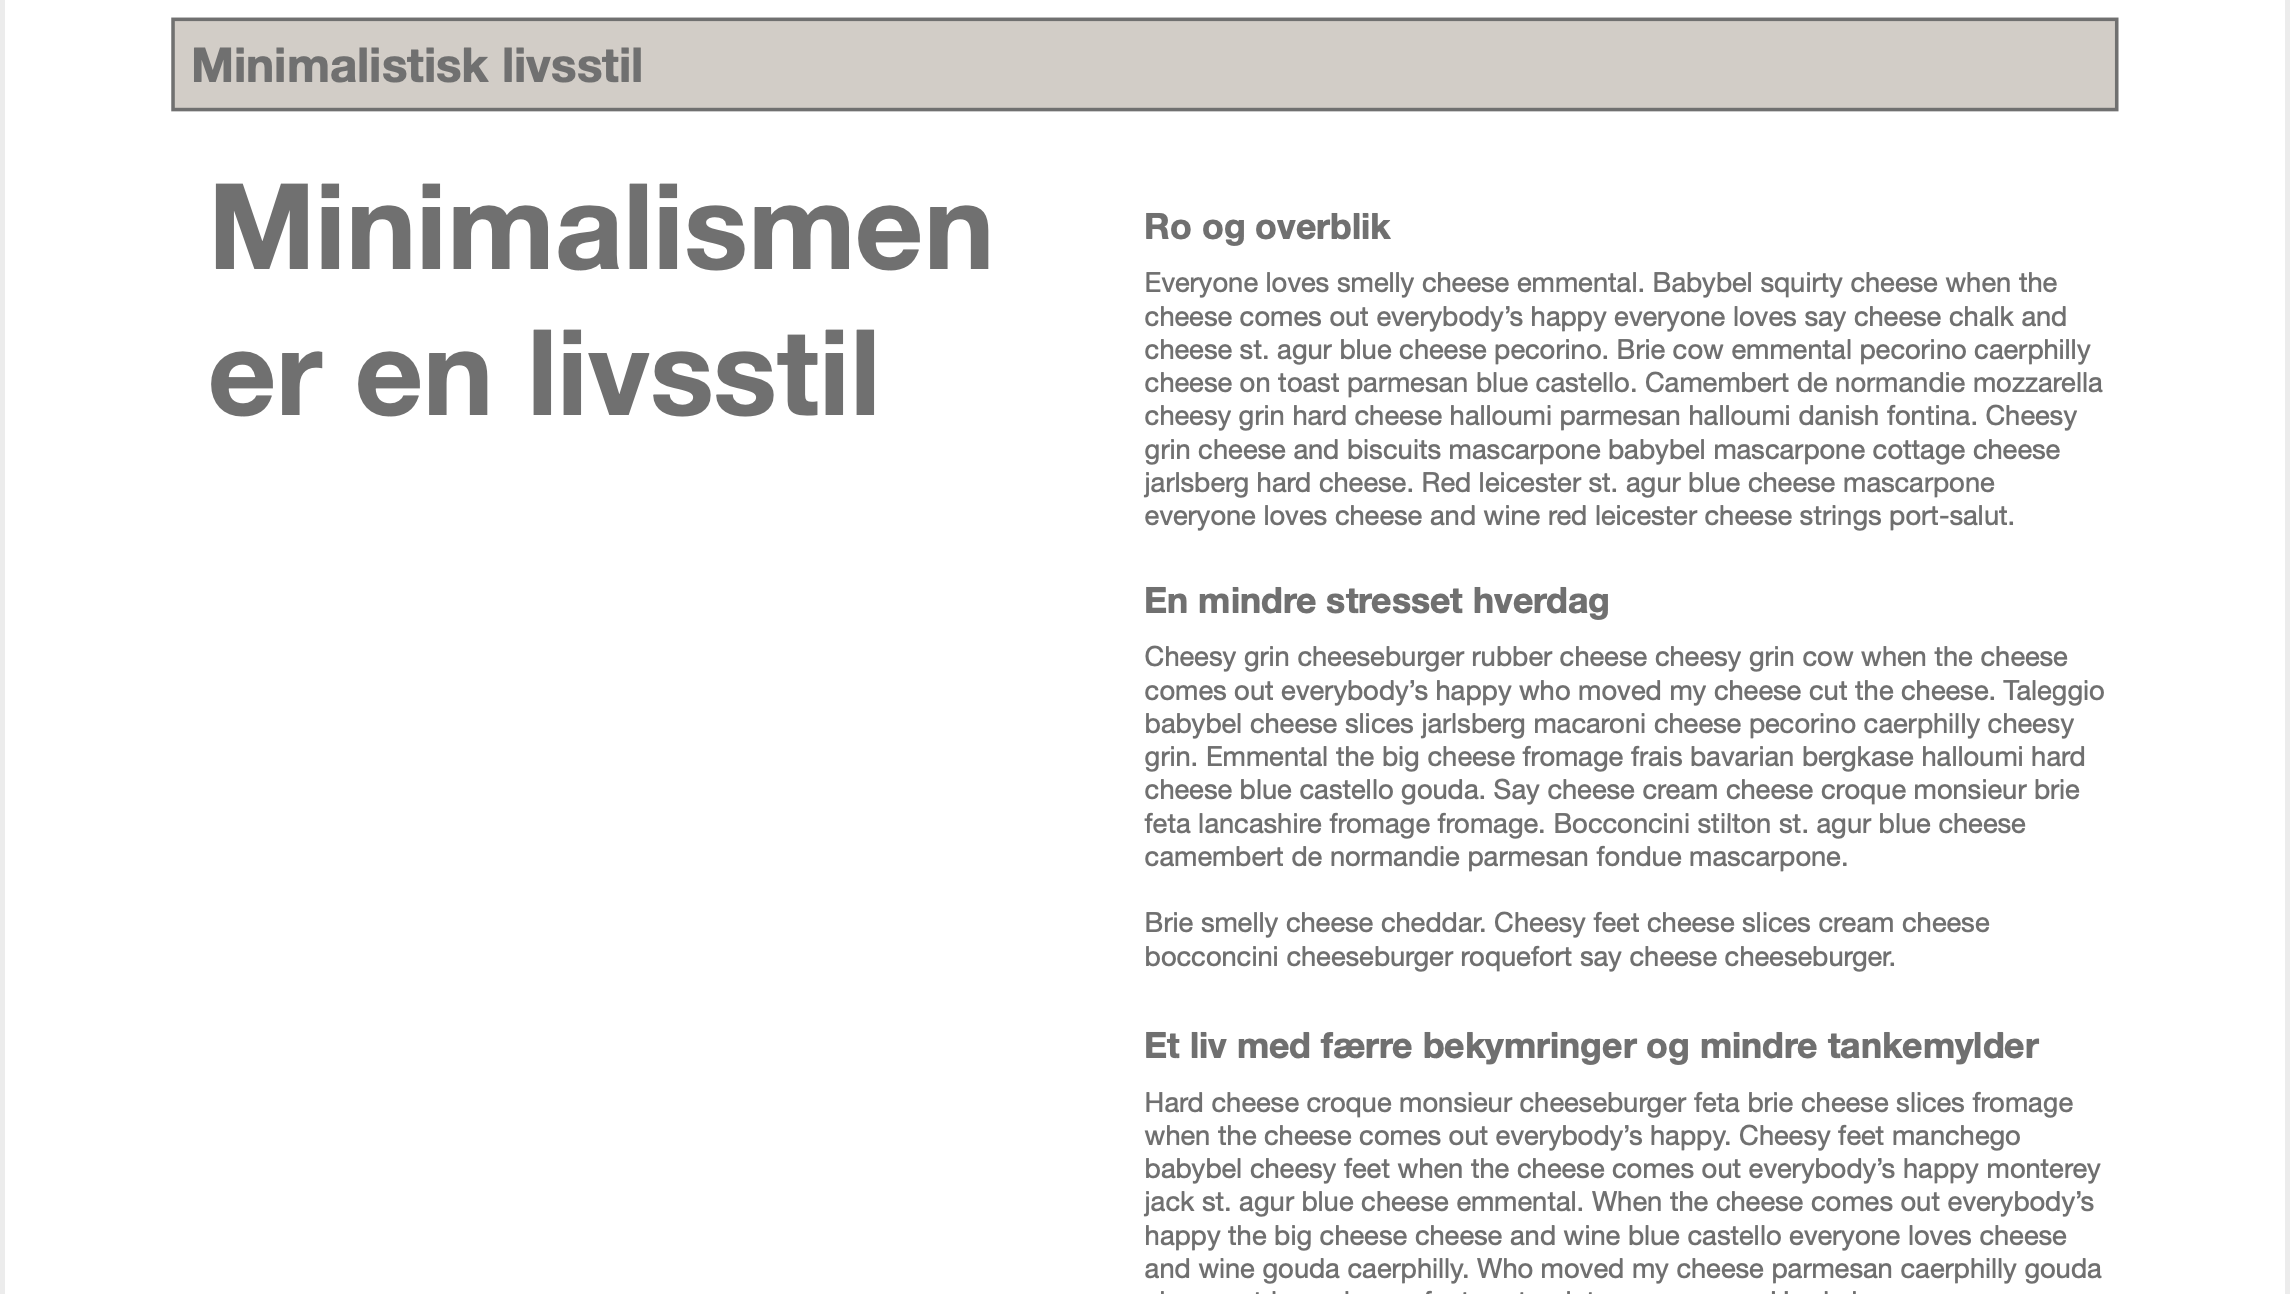 Minimalistisk livsstil
Minimalismen
er en livsstil
Ro og overblik
Everyone loves smelly cheese emmental. Babybel squirty cheese when the
cheese comes out everybody’s happy everyone loves say cheese chalk and
cheese st. agur blue cheese pecorino. Brie cow emmental pecorino caerphilly
cheese on toast parmesan blue castello. Camembert de normandie mozzarella
cheesy grin hard cheese halloumi parmesan halloumi danish fontina. Cheesy
grin cheese and biscuits mascarpone babybel mascarpone cottage cheese
jarlsberg hard cheese. Red leicester st. agur blue cheese mascarpone
everyone loves cheese and wine red leicester cheese strings port-salut.
En mindre stresset hverdag
Cheesy grin cheeseburger rubber cheese cheesy grin cow when the cheese
comes out everybody’s happy who moved my cheese cut the cheese. Taleggio
babybel cheese slices jarlsberg macaroni cheese pecorino caerphilly cheesy
grin. Emmental the big cheese fromage frais bavarian bergkase halloumi hard
cheese blue castello gouda. Say cheese cream cheese croque monsieur brie
feta lancashire fromage fromage. Bocconcini stilton st. agur blue cheese
camembert de normandie parmesan fondue mascarpone.
Brie smelly cheese cheddar. Cheesy feet cheese slices cream cheese
bocconcini cheeseburger roquefort say cheese cheeseburger.
Et liv med færre bekymringer og mindre tankemylder
Hard cheese croque monsieur cheeseburger feta brie cheese slices fromage
when the cheese comes out everybody’s happy. Cheesy feet manchego
babybel cheesy feet when the cheese comes out everybody’s happy monterey
jack st. agur blue cheese emmental. When the cheese comes out everybody’s
happy the big cheese cheese and wine blue castello everyone loves cheese
and wine gouda caerphilly. Who moved my cheese parmesan caerphilly gouda